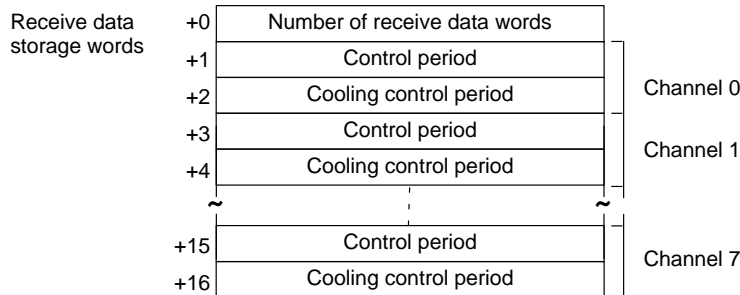 Receive data
storage words
+0 Number of receive data words
+1 Control period
+2 Cooling control period
Channel 0
+3 Control period
+4 Cooling control period
Channel 1
~ ~
+15 Control period
+16 Cooling control period
Channel 7